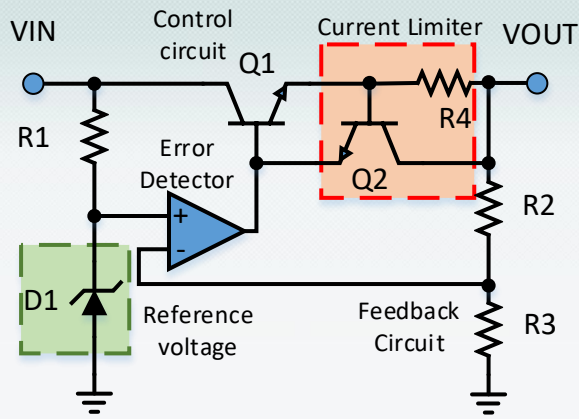 VIN
Control
circuit
Q1
Current Limiter
VOUT
R1
Error
Detector
R4
Q2
+
-
R2
D1
Reference
voltage
Feedback
Circuit
R3